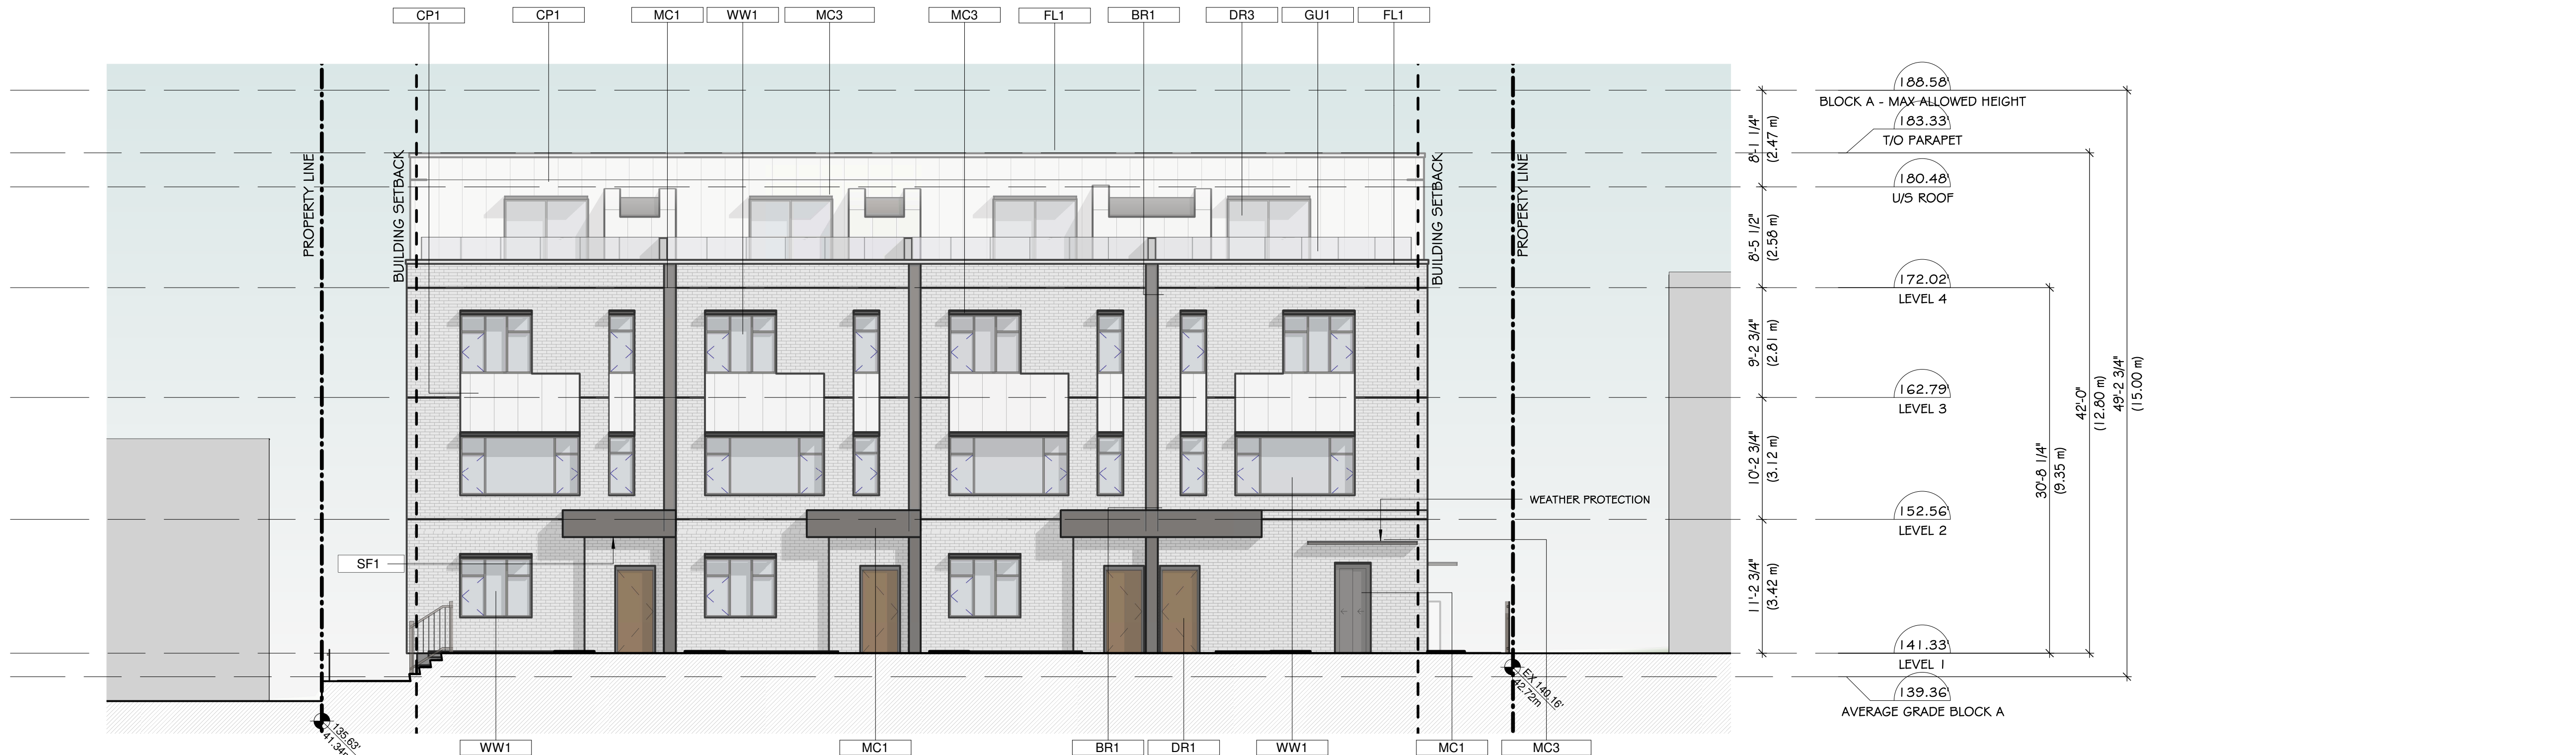 CP1
CP1
MC1
WW1
MC3
MC3
FL1
BR1
DR3
GU1
FL1
PROPERTY LINE
BUILDING SETBACK
BUILDING SETBACK
PROPERTY LINE
188.58'
BLOCK A - MAX ALLOWED HEIGHT
183.33'
T/O PARAPET
180.48'
U/S ROOF
172.02'
LEVEL 4
162.79'
LEVEL 3
152.56'
LEVEL 2
141.33'
LEVEL 1
139.36'
AVERAGE GRADE BLOCK A
8'-1 1/4"
(2.47 m)
8'-5 1/2"
(2.58 m)
9'-2 3/4"
(2.81 m)
10'-2 3/4"
(3.12 m)
11'-2 3/4"
(3.42 m)
30'-8 1/4"
(9.35 m)
42'-0"
(12.80 m)
49'-2 3/4"
(15.00 m)
WEATHER PROTECTION
SF1
EX 140.16'
42.72m
135.63'
41.34m
WW1
MC1
BR1
DR1
WW1
MC1
MC3